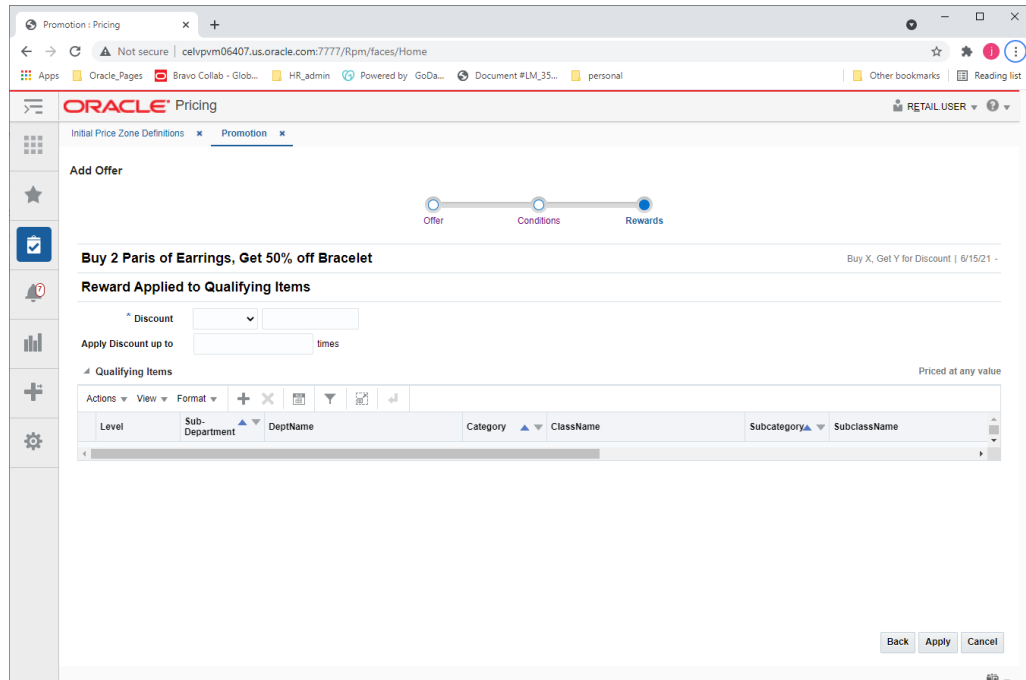 Promotion : Pricing
Not secure | celvpvm06407.us.oracle.com:7777/Rpm/faces/Home
Apps Oracle_Pages Bravo Collab - Glob... HR_admin Powered by GoDa... Document #LM_35... personal Other bookmarks Reading list
ORACLE Pricing RETAIL.USER
Initial Price Zone Definitions Promotion
Add Offer
Offer Conditions Rewards
Buy 2 Paris of Earrings, Get 50% off Bracelet Buy X, Get Y for Discount | 6/15/21 -
Reward Applied to Qualifying Items
7
* Discount
Apply Discount up to times
Qualifying Items Priced at any value
Actions View Format
Level Sub-Department DeptName Category ClassName Subcategory SubclassName
Back Apply Cancel